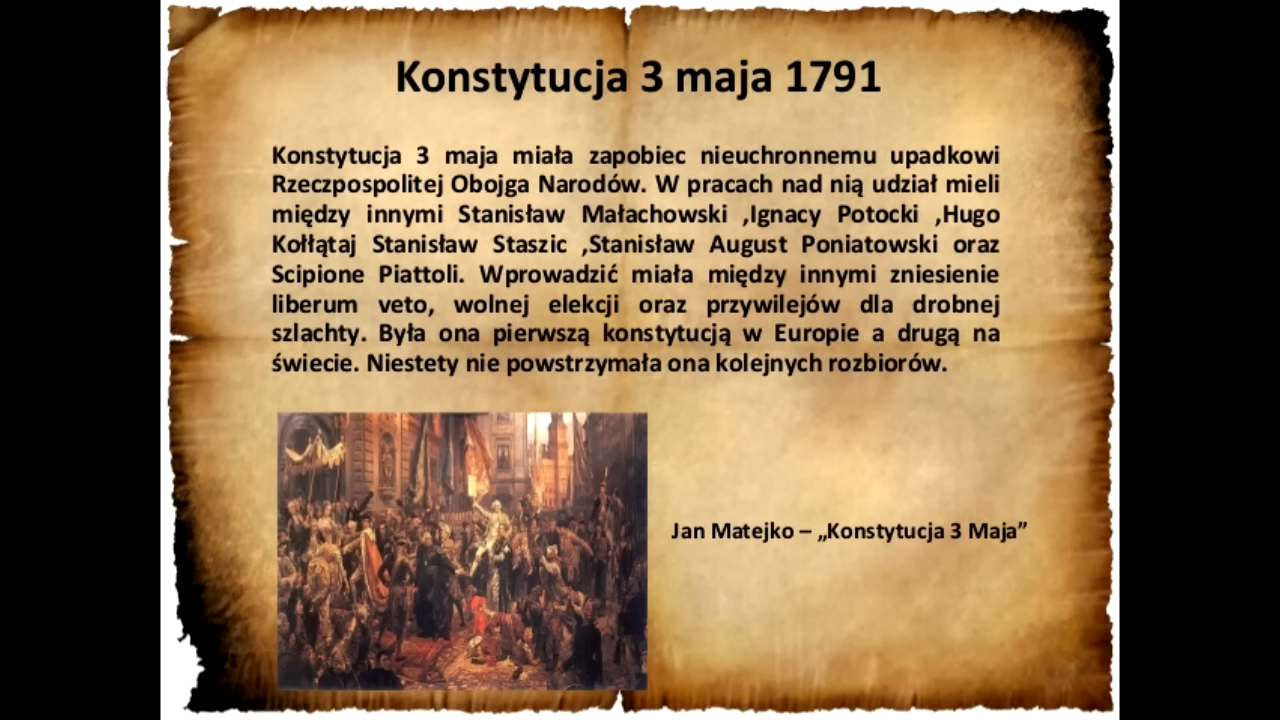 Konstytucja 3 maja 1791
Konstytucja 3 maja miała zapobiec nieuchronnemu upadkowi
Rzeczpospolitej Obojga Narodów. W pracach nad nią udział mieli
między innymi Stanisław Małachowski ,Ignacy Potocki ,Hugo
Kołłątaj Stanisław Staszic ,Stanisław August Poniatowski oraz
Scipione Piattoli. Wprowadzić miała między innymi zniesienie
liberum veto, wolnej elekcji oraz przywilejów dla drobnej
szlachty. Była ona pierwszą konstytucją w Europie a drugą na
świecie. Niestety nie powstrzymała ona kolejnych rozbiorów.
Jan Matejko – „Konstytucja 3 Maja”